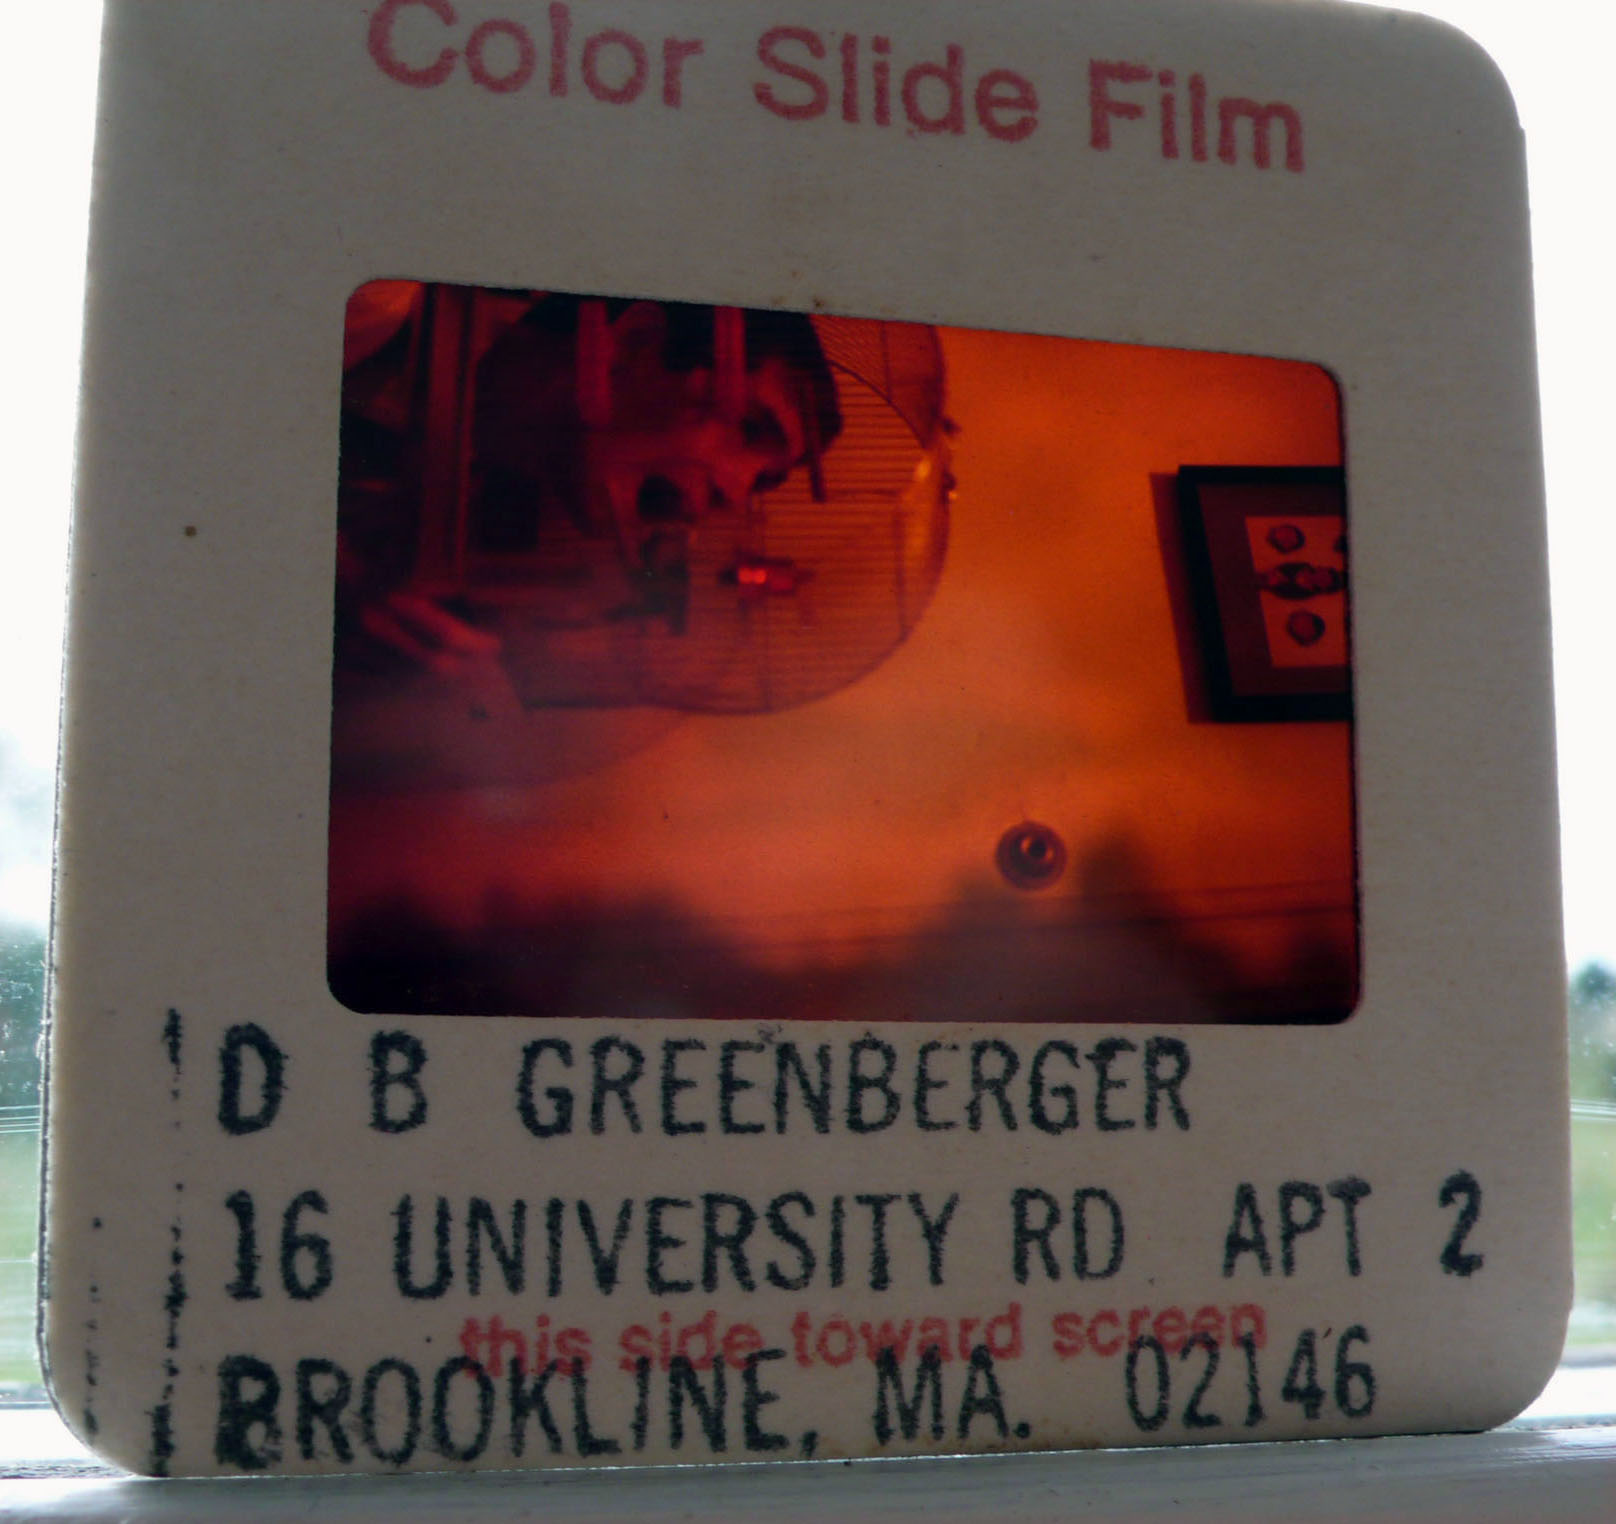 Color Slide Film
D B GREENBERGER
16 UNIVERSITY RD APT 2
this side toward screen
BROOKLINE, MA. 02146